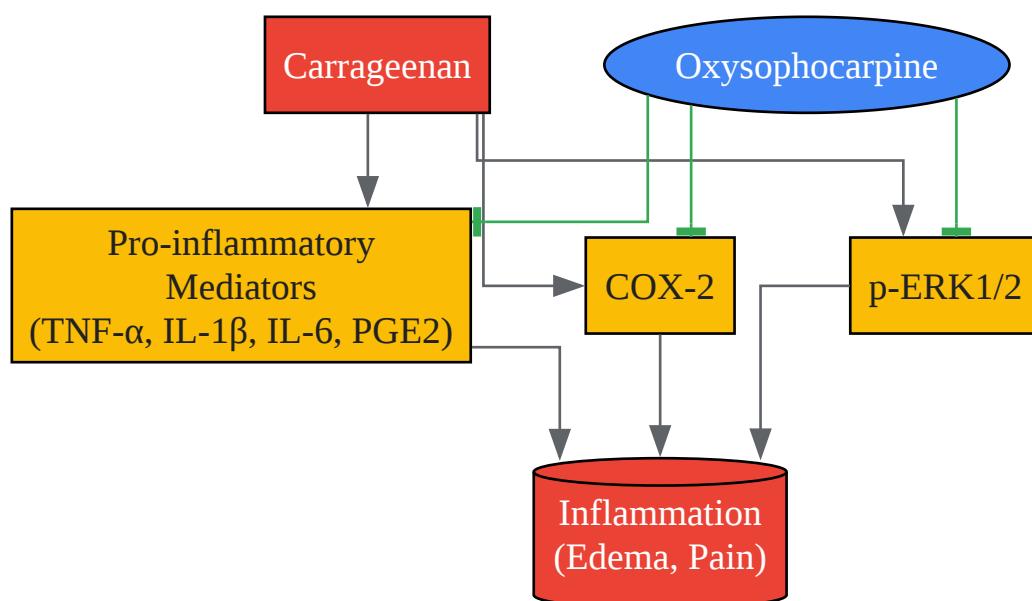 Carrageenan
Oxysophocarpine
Pro-inflammatory
Mediators
(TNF-α, IL-1β, IL-6, PGE2)
COX-2
p-ERK1/2
Inflammation
(Edema, Pain)